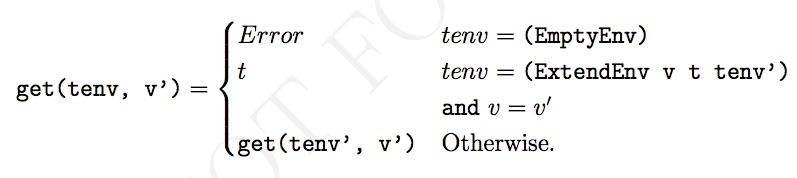 Error tenv = (EmptyEnv)
t tenv = (ExtendEnv v t tenv’)
get(tenv, v’) =
and v = v′
get(tenv’, v’) Otherwise.